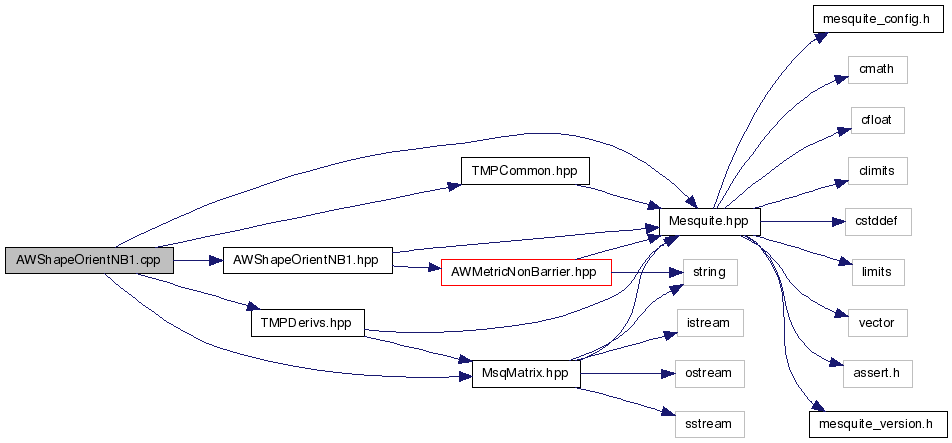 mesquite_config.h
cmath
cfloat
climits
cstddef
limits
vector
assert.h
mesquite_version.h
TMPCommon.hpp
Mesquite.hpp
AWShapeOrientNB1.cpp
AWShapeOrientNB1.hpp
AWMetricNonBarrier.hpp
string
TMPDerivs.hpp
istream
MsqMatrix.hpp
ostream
sstream